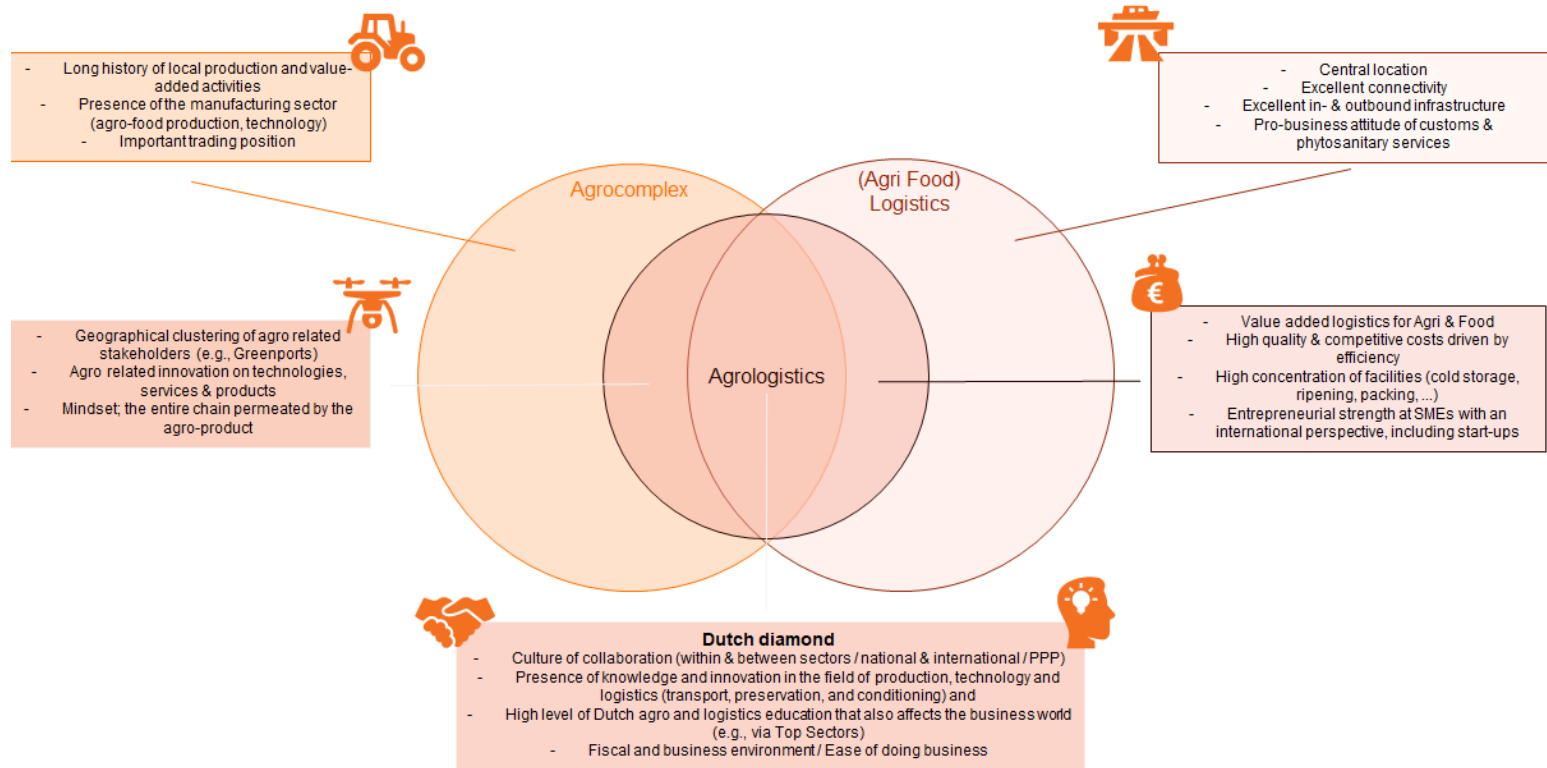 - Long history of local production and value-
added activities
- Presence of the manufacturing sector
(agro-food production, technology)
- Important trading position
- Central location
- Excellent connectivity
- Excellent in- & outbound infrastructure
- Pro-business attitude of customs &
phytosanitary services
Agrocomplex
(Agri Food)
Logistics
- Geographical clustering of agro related
stakeholders (e.g., Greenports)
- Agro related innovation on technologies,
services & products
- Mindset; the entire chain permeated by the
agro-product
Agrologistics
€
- Value added logistics for Agri & Food
- High quality & competitive costs driven by
efficiency
- High concentration of facilities (cold storage,
ripening, packing, ...)
- Entrepreneurial strength at SMEs with an
international perspective, including start-ups
Dutch diamond
- Culture of collaboration (within & between sectors / national & international / PPP)
- Presence of knowledge and innovation in the field of production, technology and
logistics (transport, preservation, and conditioning) and
- High level of Dutch agro and logistics education that also affects the business world
(e.g., via Top Sectors)
- Fiscal and business environment / Ease of doing business